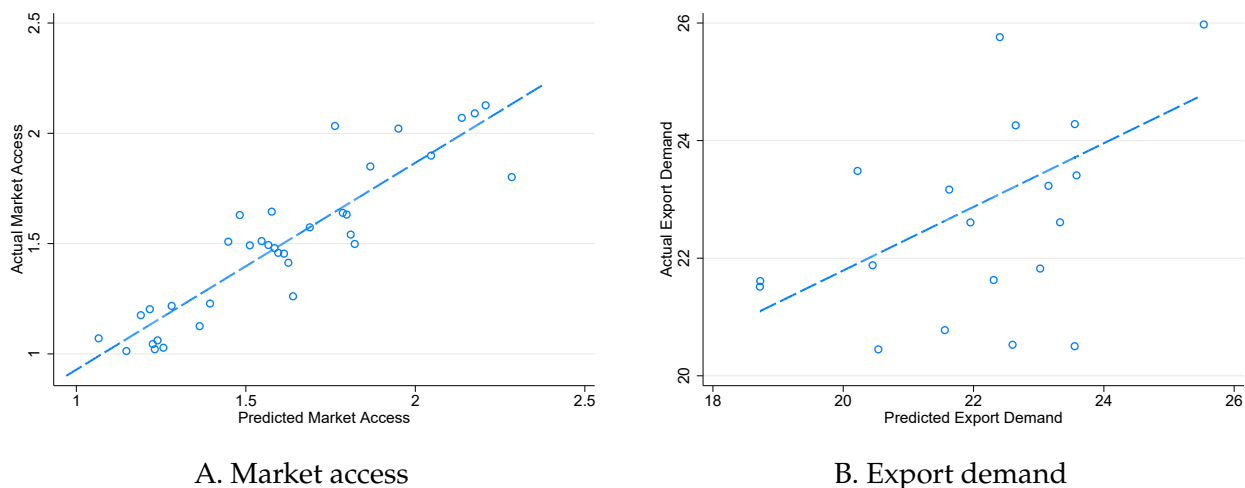 2.5
2
1.5
1
Actual Market Access
1
1.5
2
2.5
Predicted Market Access
A. Market access
26
24
22
20
Actual Export Demand
18
20
22
24
26
Predicted Export Demand
B. Export demand